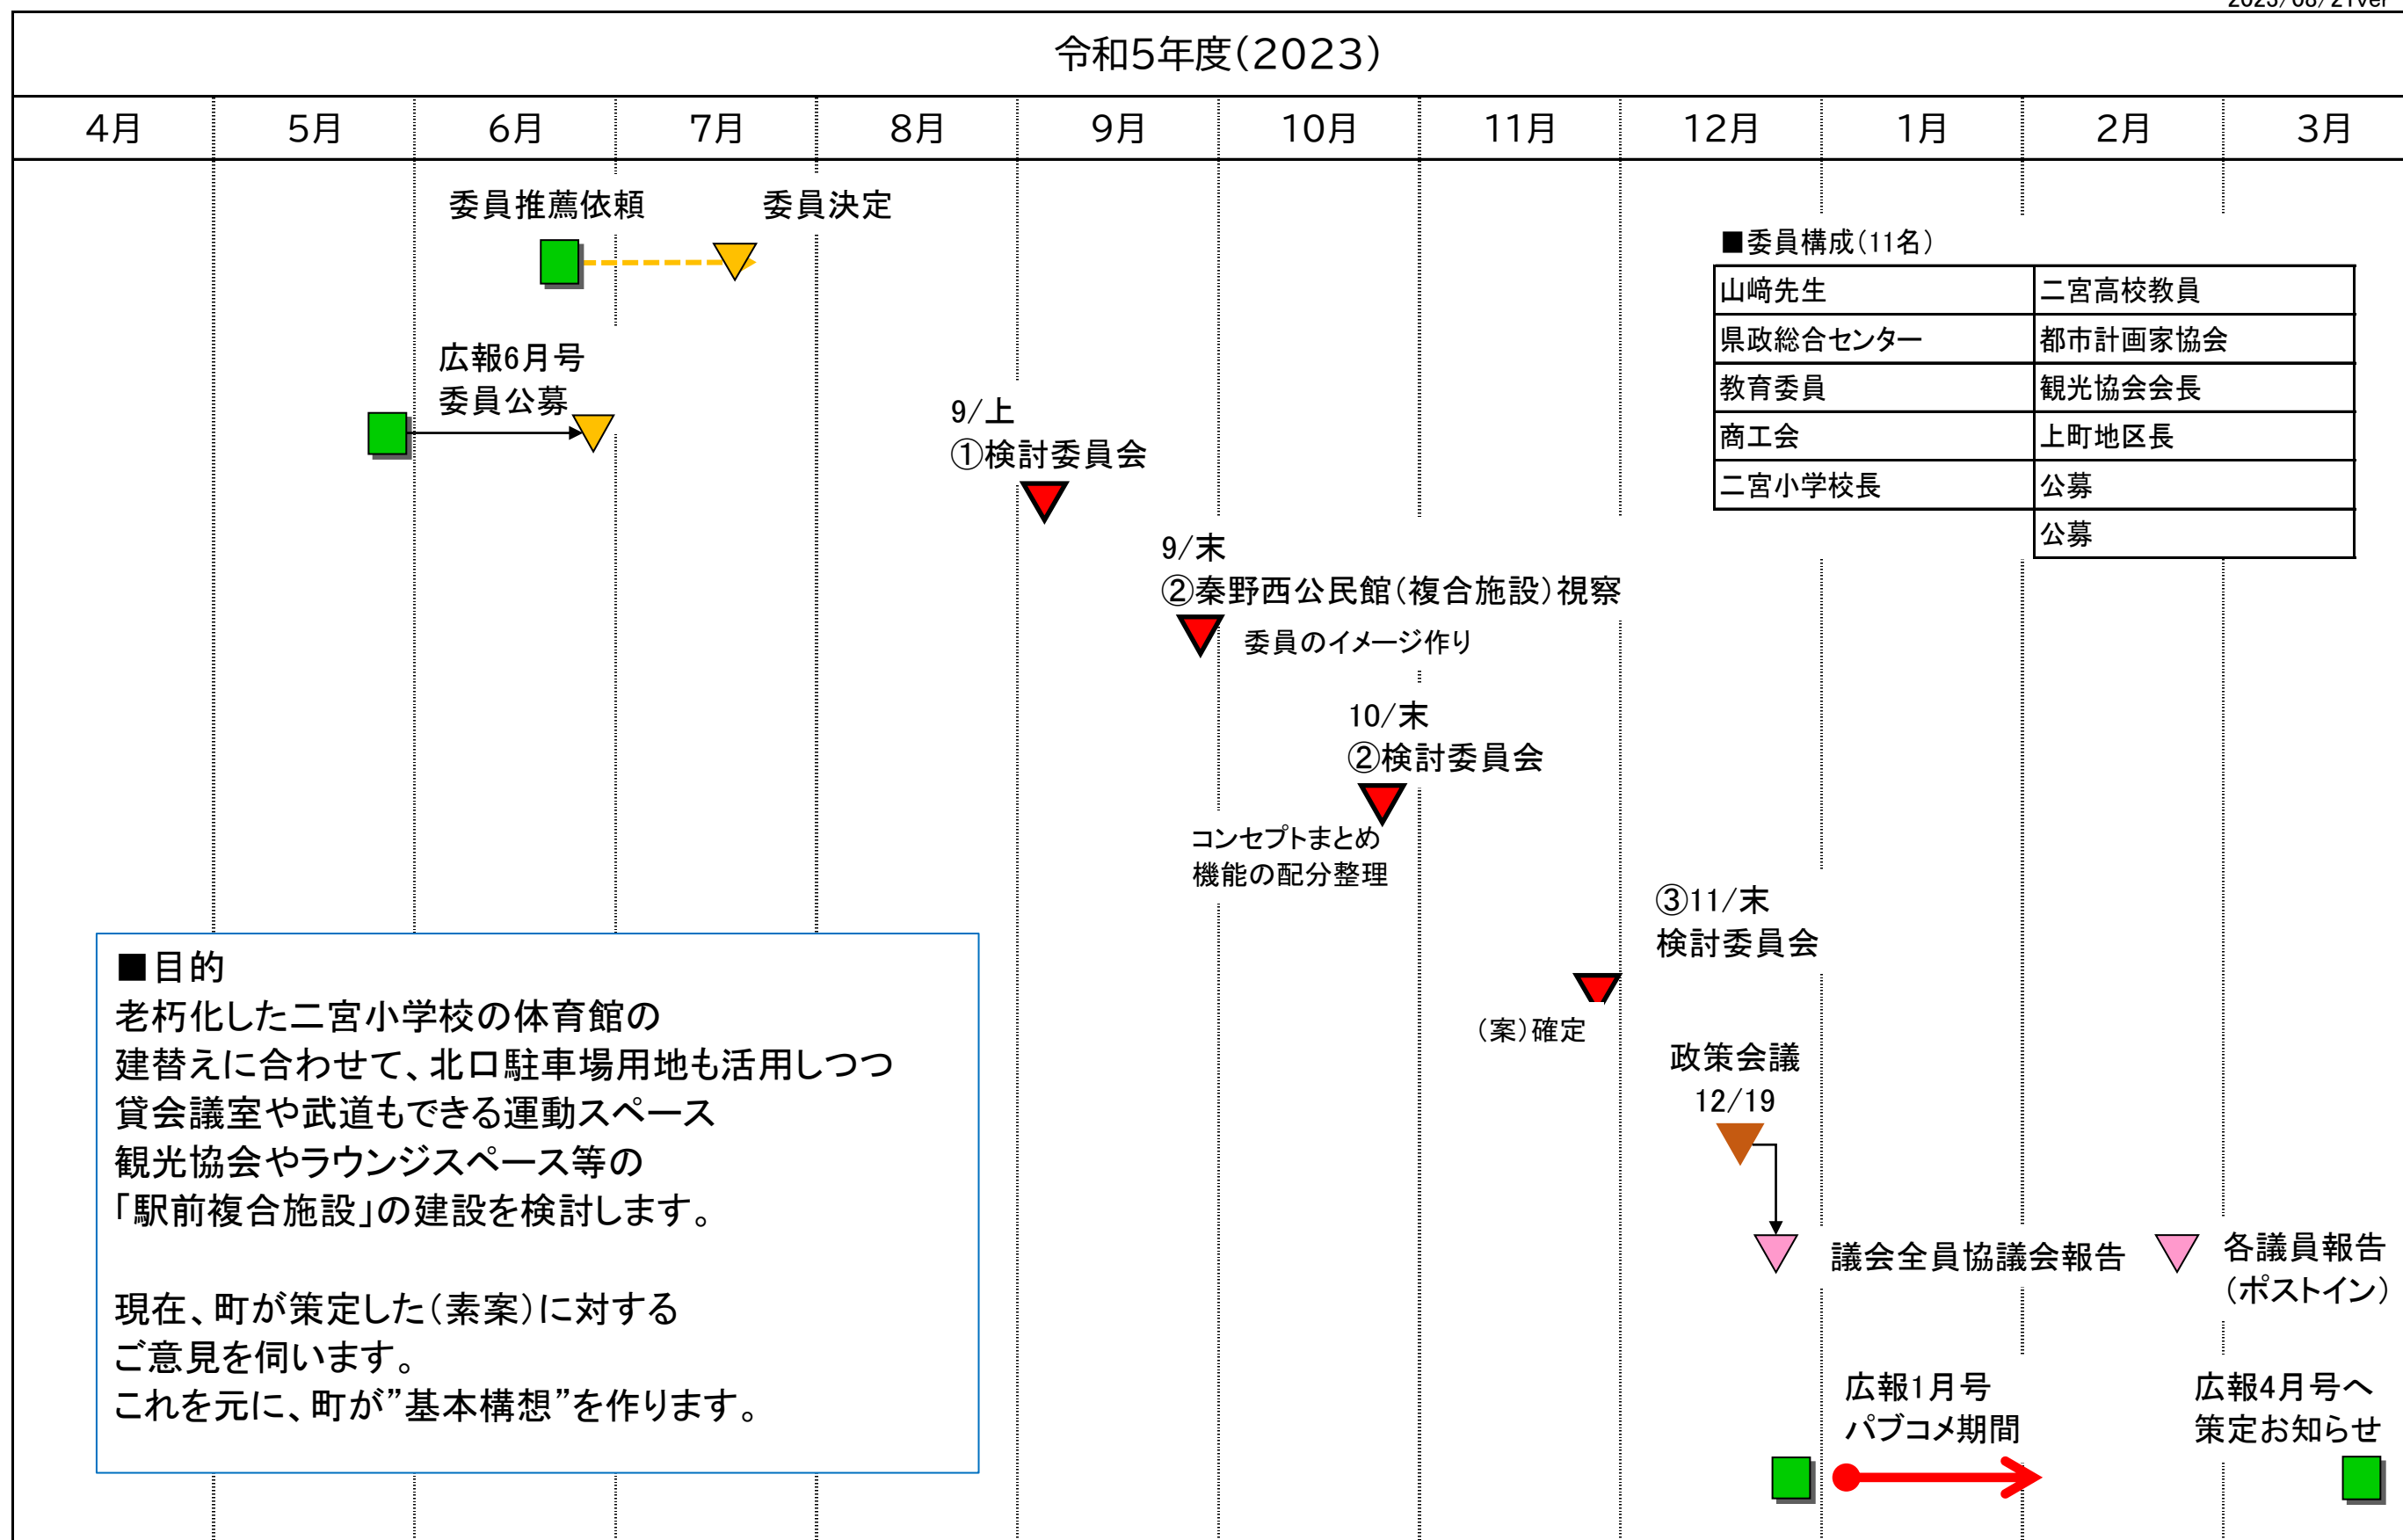 2023/08/21ver
令和5年度(2023)
4月 5月 6月 7月 8月 9月 10月 11月 12月 1月 2月 3月
委員推薦依頼 委員決定
広報6月号
委員公募
■委員構成(11名)
山﨑先生 二宮高校教員
県政総合センター 都市計画家協会
教育委員 観光協会会長
商工会 上町地区長
二宮小学校長 公募
公募
9/上
①検討委員会
9/末
②秦野西公民館(複合施設)視察
委員のイメージ作り
10/末
②検討委員会
コンセプトまとめ
機能の配分整理
③11/末
検討委員会
(案)確定
■目的
老朽化した二宮小学校の体育館の
建替えに合わせて、北口駐車場用地も活用しつつ
貸会議室や武道もできる運動スペース
観光協会やラウンジスペース等の
「駅前複合施設」の建設を検討します。
現在、町が策定した(素案)に対する
ご意見を伺います。
これを元に、町が”基本構想”を作ります。
政策会議
12/19
議会全員協議会報告
各議員報告
(ポストイン)
広報1月号
パブコメ期間
広報4月号へ
策定お知らせ